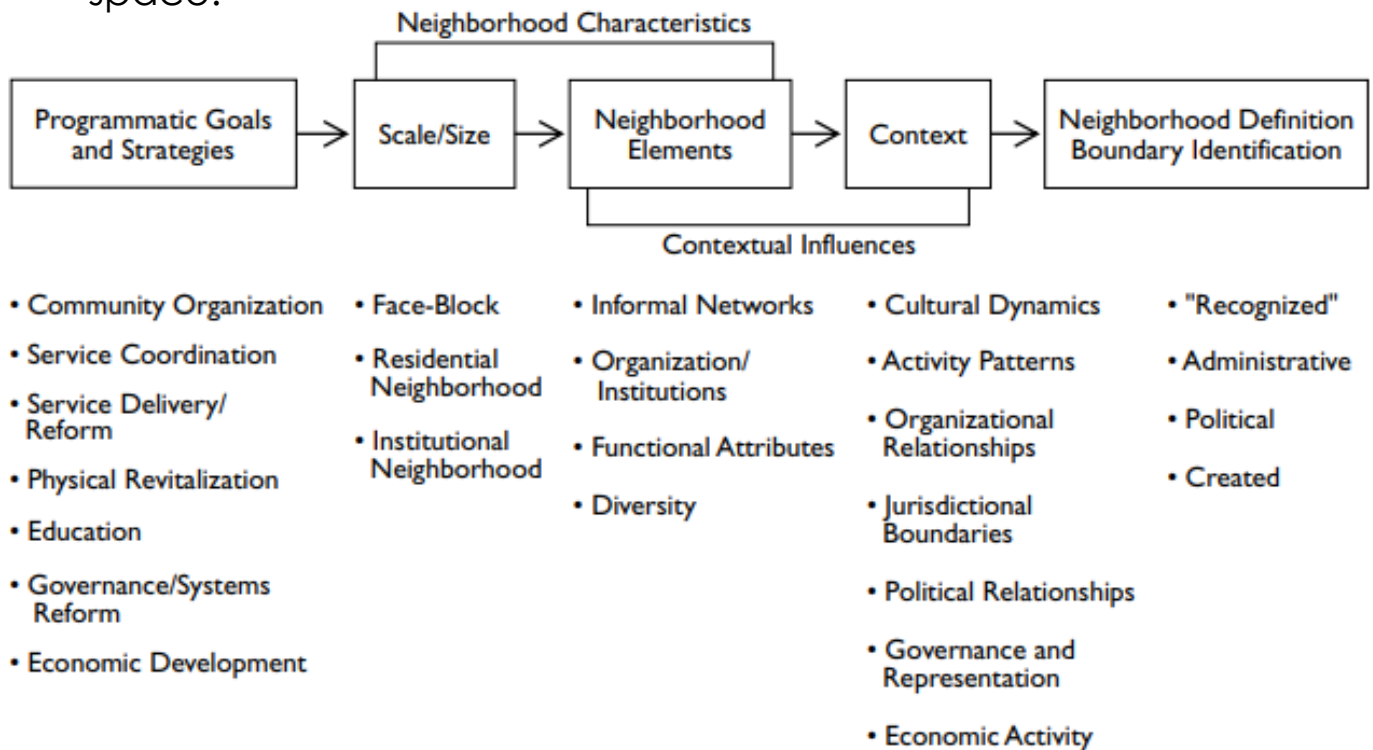 space.
Neighborhood Characteristics
Programmatic Goals
and Strategies
Scale/Size
Neighborhood
Elements
Context
Neighborhood Definition
Boundary Identification
Contextual Influences
• Community Organization
• Service Coordination
• Service Delivery/
Reform
• Physical Revitalization
• Education
• Governance/Systems
Reform
• Economic Development
• Face-Block
• Residential
Neighborhood
• Institutional
Neighborhood
• Informal Networks
• Organization/
Institutions
• Functional Attributes
• Diversity
• Cultural Dynamics
• Activity Patterns
• Organizational
Relationships
• Jurisdictional
Boundaries
• Political Relationships
• Governance and
Representation
• Economic Activity
• "Recognized"
• Administrative
• Political
• Created